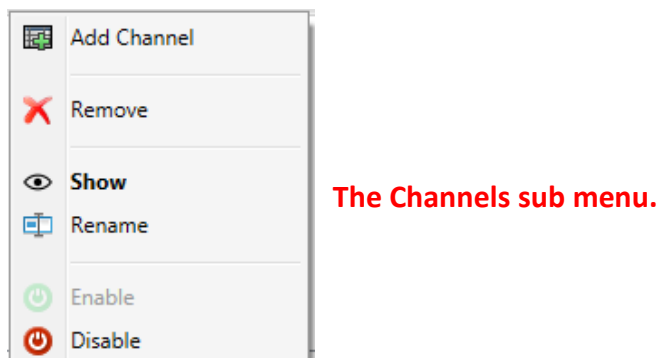 Add Channel
Remove
Show
The Channels sub menu.
Rename
Enable
Disable